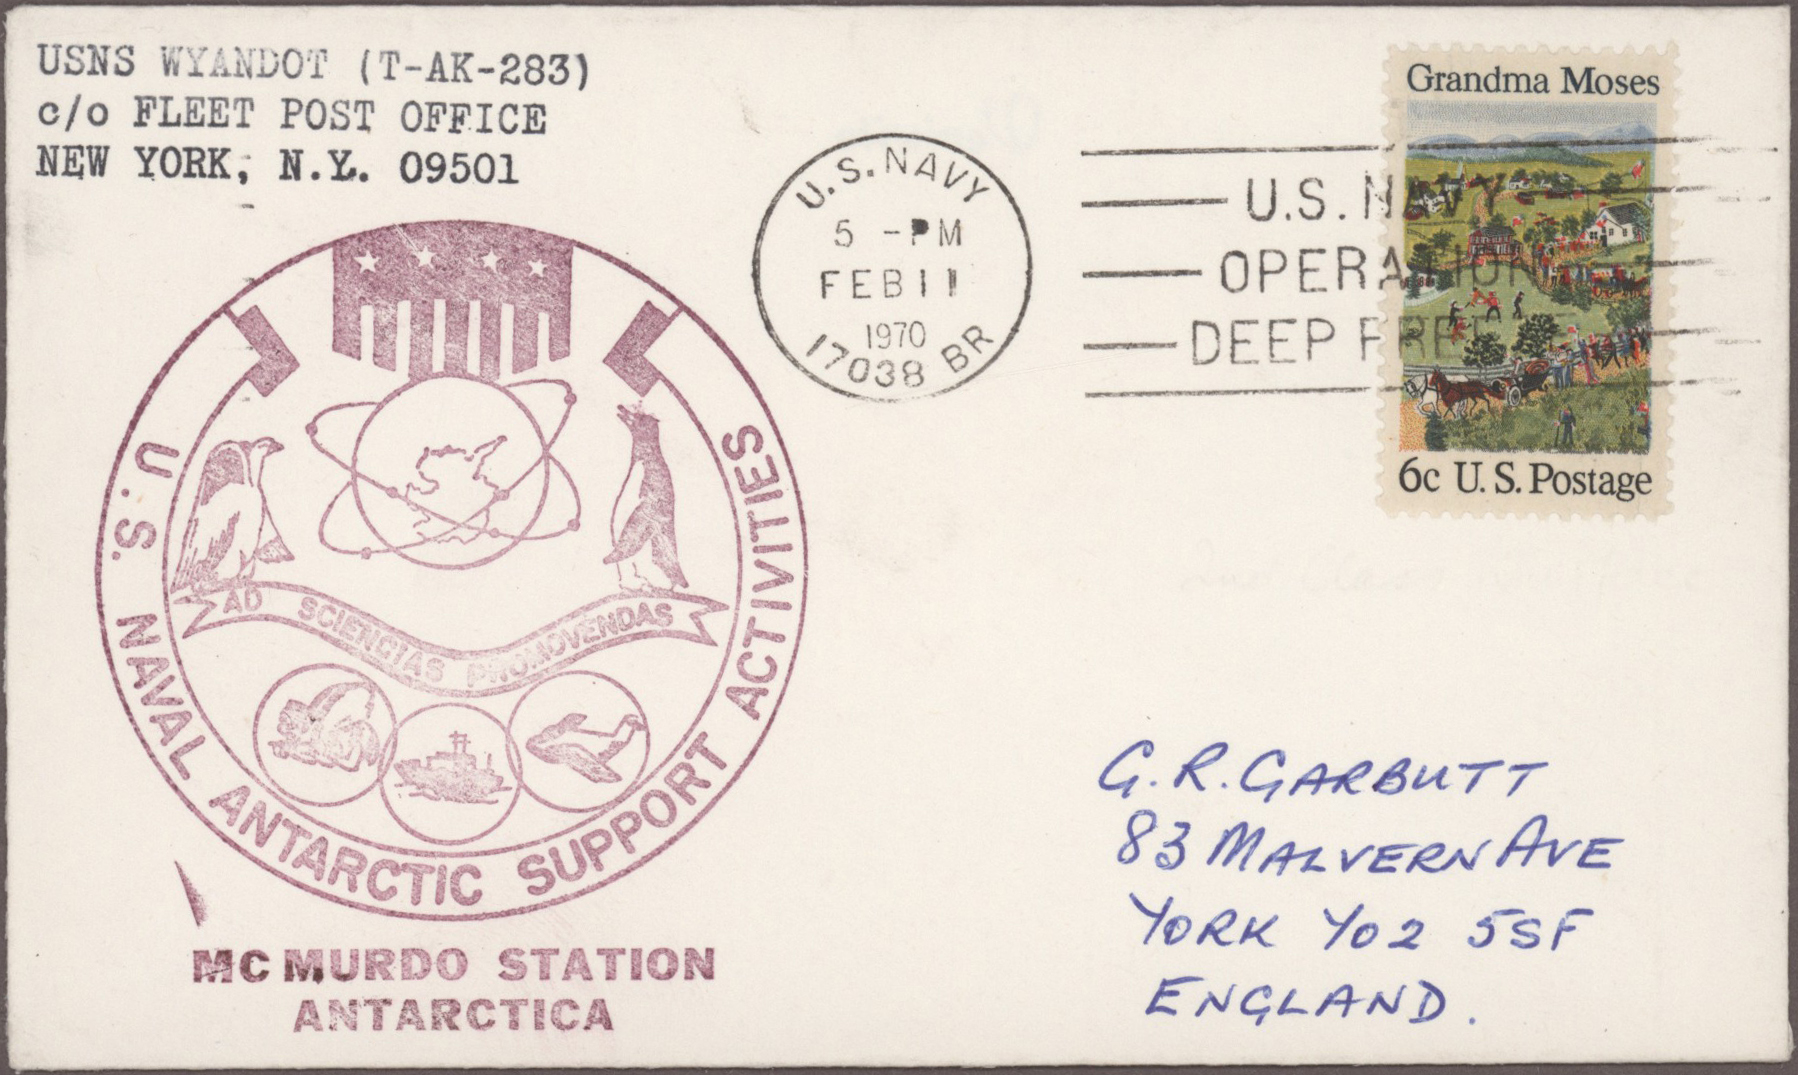 USNS WYANDOT (T-AK-283)
c/o FLEET POST OFFICE
NEW YORK, N.Y. 09501
U.S. NAVY
5 -PM
FEB 11
1970
17038 BR
U.S. NAVY
OPERATION
DEEP FREEZE
Grandma Moses
6c U.S. Postage
U.S. NAVAL ANTARCTIC SUPPORT ACTIVITIES
AD SCIENCIAS PROMOVENDAS
MC MURDO STATION
ANTARCTICA
G. R. GARBUTT
83 MALVERN AVE
YORK YO2 5SF
ENGLAND.